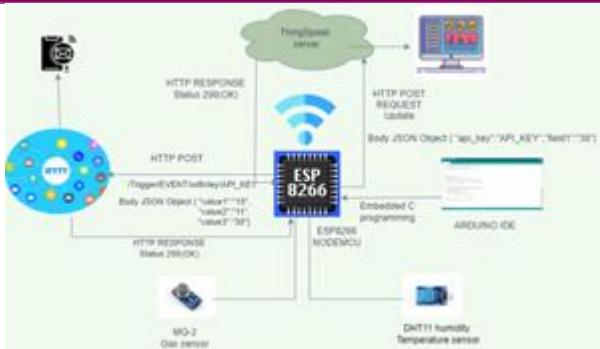 ThingSpeak
server
HTTP RESPONSE
Status 200(OK)
HTTP POST
REQUEST
Update
Body JSON Object { "api_key":"API_KEY","field1":"30"}
HTTP POST
IFTTT
/Trigger/EVENT/with/key/API_KEY
Body JSON Object { "value1":"15",
"value2":"11",
"value3":"30"}
ESP
8266
Embedded C
programming
ARDUINO IDE
ESP8266
NODEMCU
HTTP RESPONSE
Status 200(OK)
MQ-2
Gas sensor
DHT11 humidity
Temperature sensor